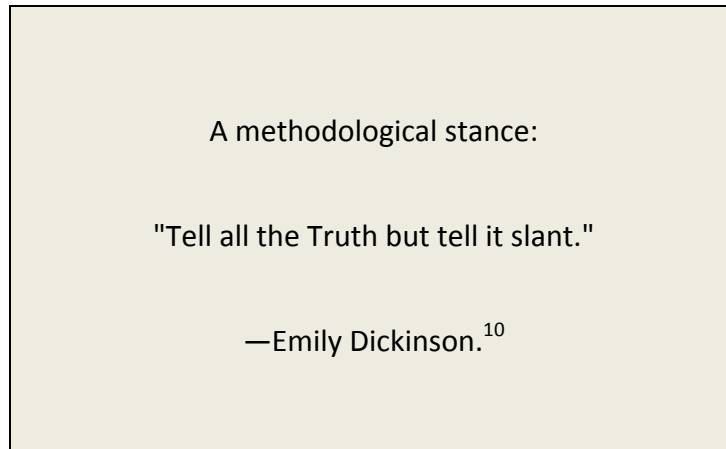 A methodological stance:
"Tell all the Truth but tell it slant."
—Emily Dickinson.10